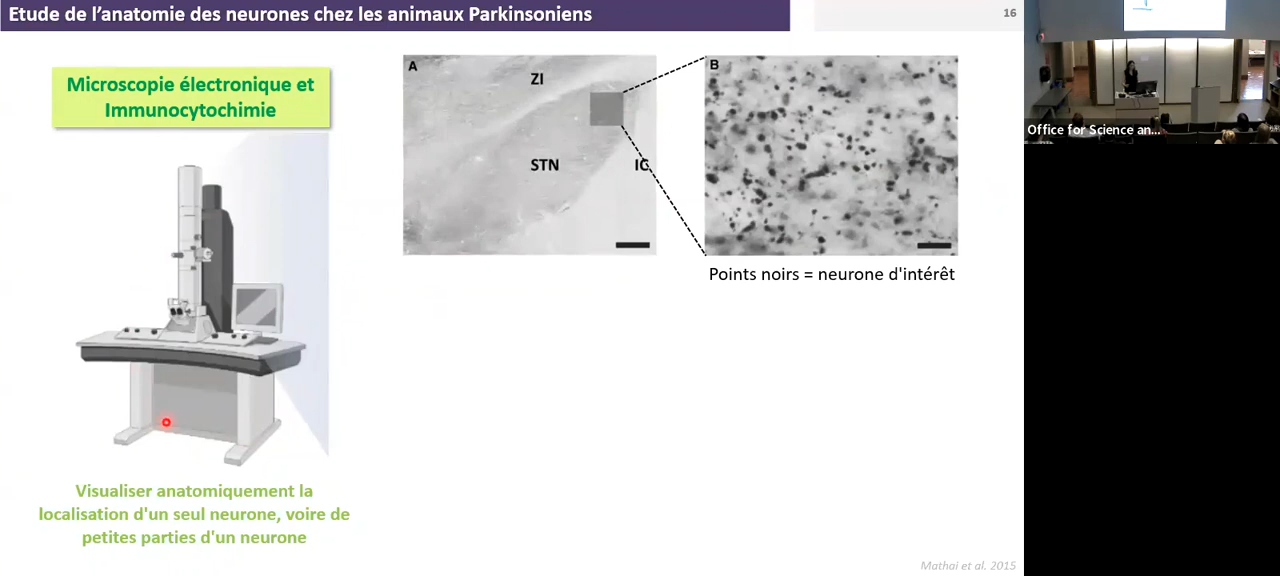 Etude de l'anatomie des neurones chez les animaux Parkinsoniens
16
Microscopie électronique et
Immunocytochimie
A
ZI
STN
IC
B
Points noirs = neurone d'intérêt
Visualiser anatomiquement la
localisation d'un seul neurone, voire de
petites parties d'un neurone
Mathai et al. 2015
Office for Science an...